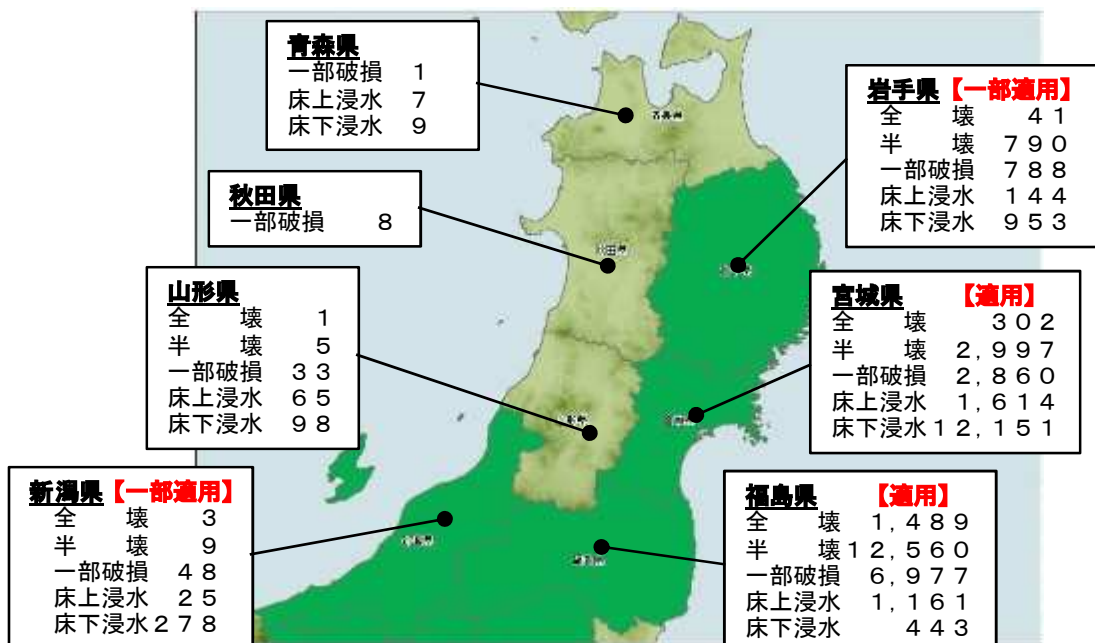 青森県
一部破損 1
床上浸水 7
床下浸水 9
岩手県【一部適用】
全 壊 41
半 壊 790
一部破損 788
床上浸水 144
床下浸水 953
秋田県
一部破損 8
山形県
全 壊 1
半 壊 5
一部破損 33
床上浸水 65
床下浸水 98
宮城県 【適用】
全 壊 302
半 壊 2,997
一部破損 2,860
床上浸水 1,614
床下浸水12,151
新潟県【一部適用】
全 壊 3
半 壊 9
一部破損 48
床上浸水 25
床下浸水278
福島県 【適用】
全 壊 1,489
半 壊12,560
一部破損 6,977
床上浸水 1,161
床下浸水 443